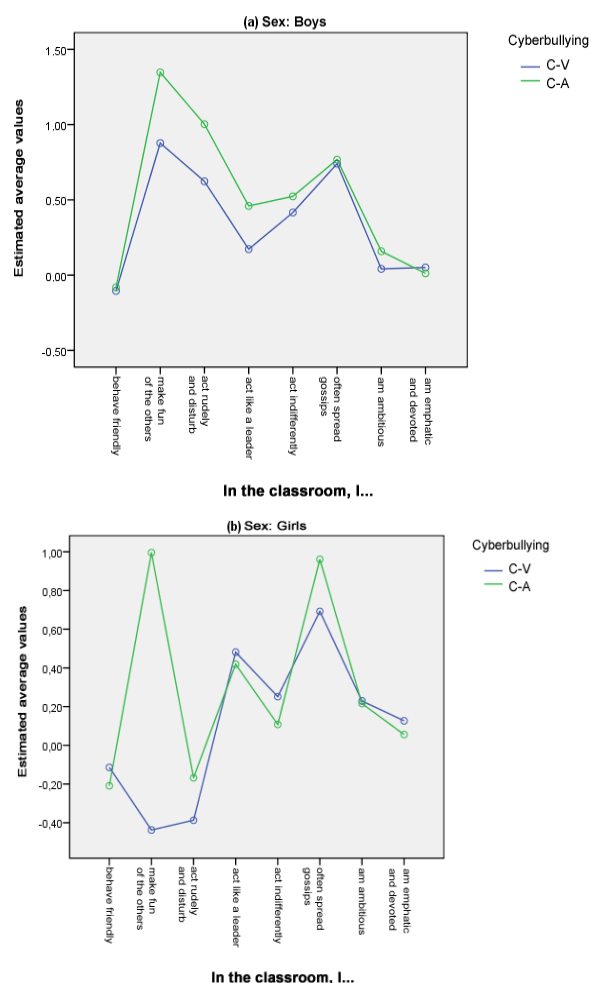 (a) Sex: Boys
Cyberbullying
C-V
C-A
Estimated average values
1.50
1.00
0.50
0.00
-0.50
behave friendly
make fun
of the others
act rudely
and disturb
act like a leader
act indifferently
often spread
gossips
am ambitious
am emphatic
and devoted
In the classroom, I...
(b) Sex: Girls
Cyberbullying
C-V
C-A
Estimated average values
1,00
0,80
0,60
0,40
0,20
0,00
-0,20
-0,40
behave friendly
make fun
of the others
act rudely
and disturb
act like a leader
act indifferently
often spread
gossips
am ambitious
am emphatic
and devoted
In the classroom, I...